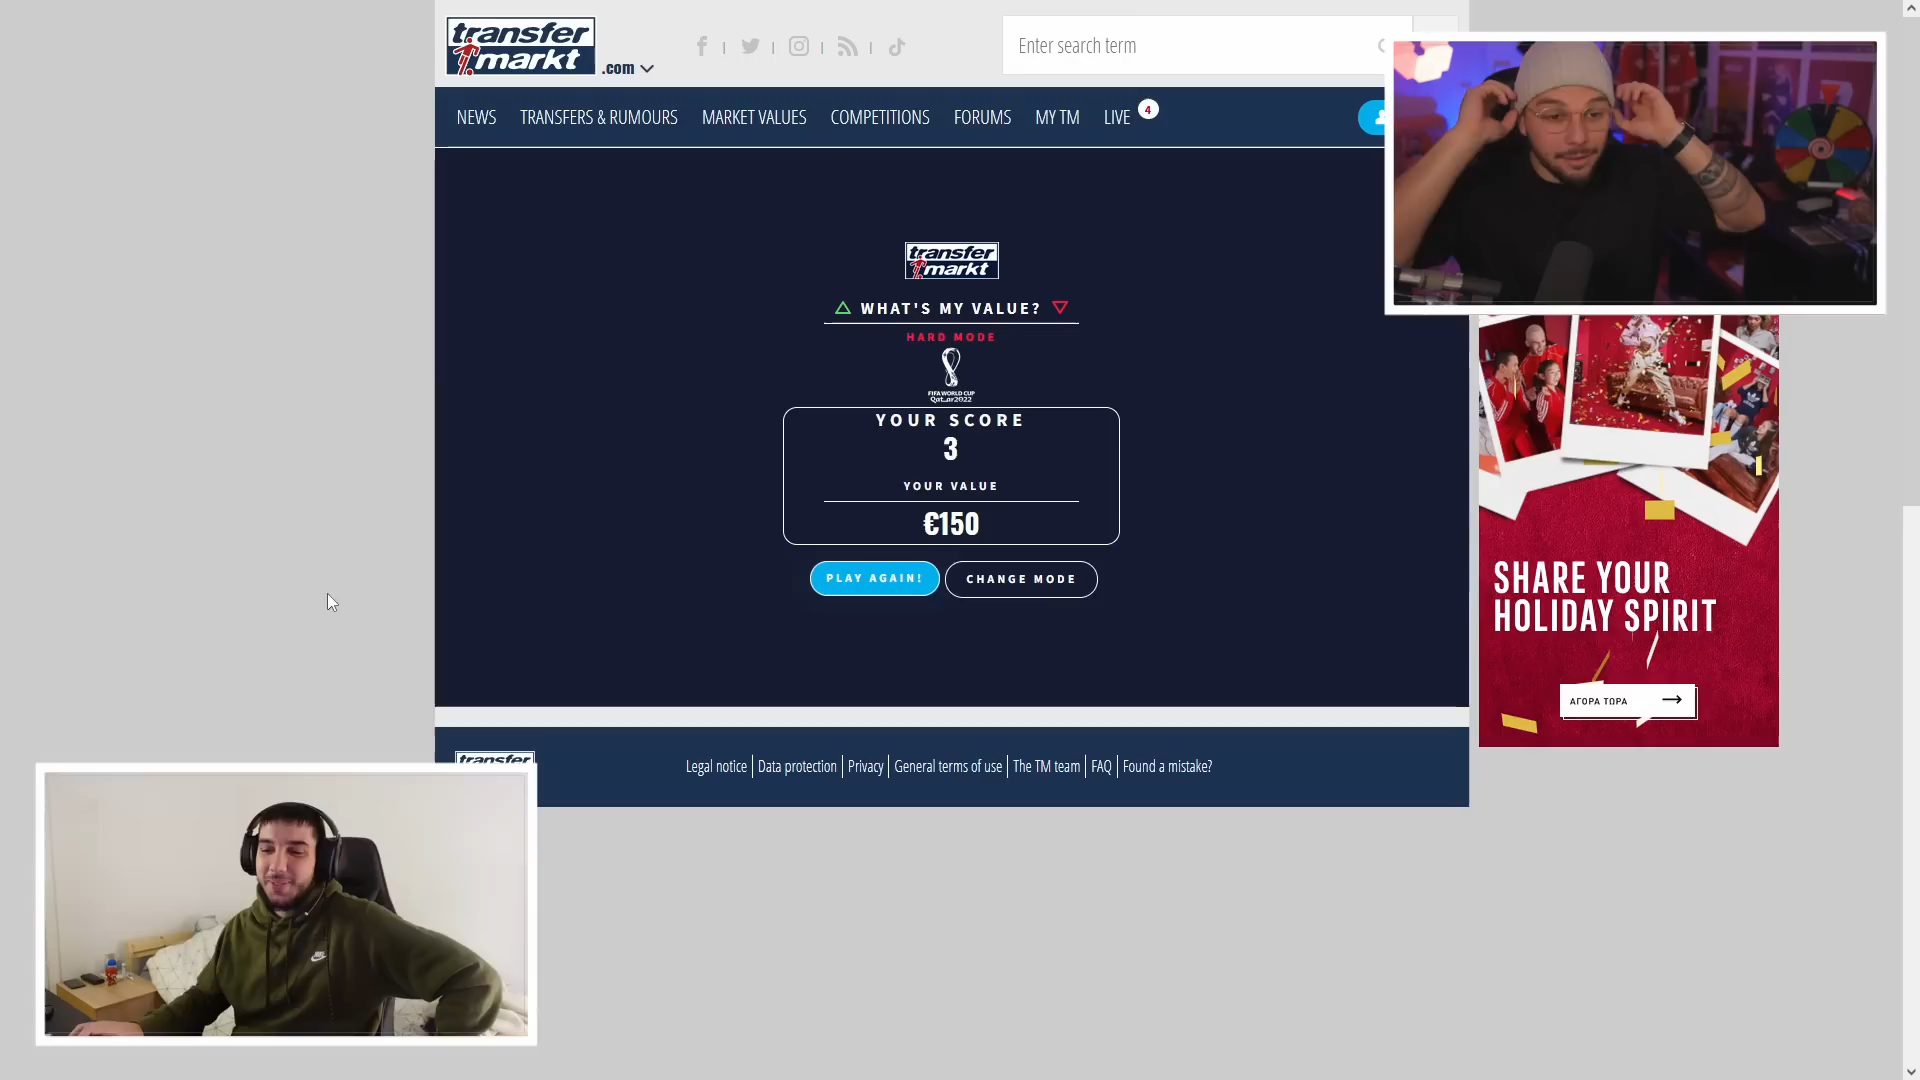 transfer
markt
.com
Enter search term
NEWS TRANSFERS & RUMOURS MARKET VALUES COMPETITIONS FORUMS MY TM LIVE 4
transfer
markt
WHAT'S MY VALUE?
HARD MODE
FIFA WORLD CUP
Qatar2022
YOUR SCORE
3
YOUR VALUE
€150
PLAY AGAIN! CHANGE MODE
SHARE YOUR
HOLIDAY SPIRIT
ΑΓΟΡΑ ΤΩΡΑ
transfer
Legal notice | Data protection | Privacy | General terms of use | The TM team | FAQ | Found a mistake?